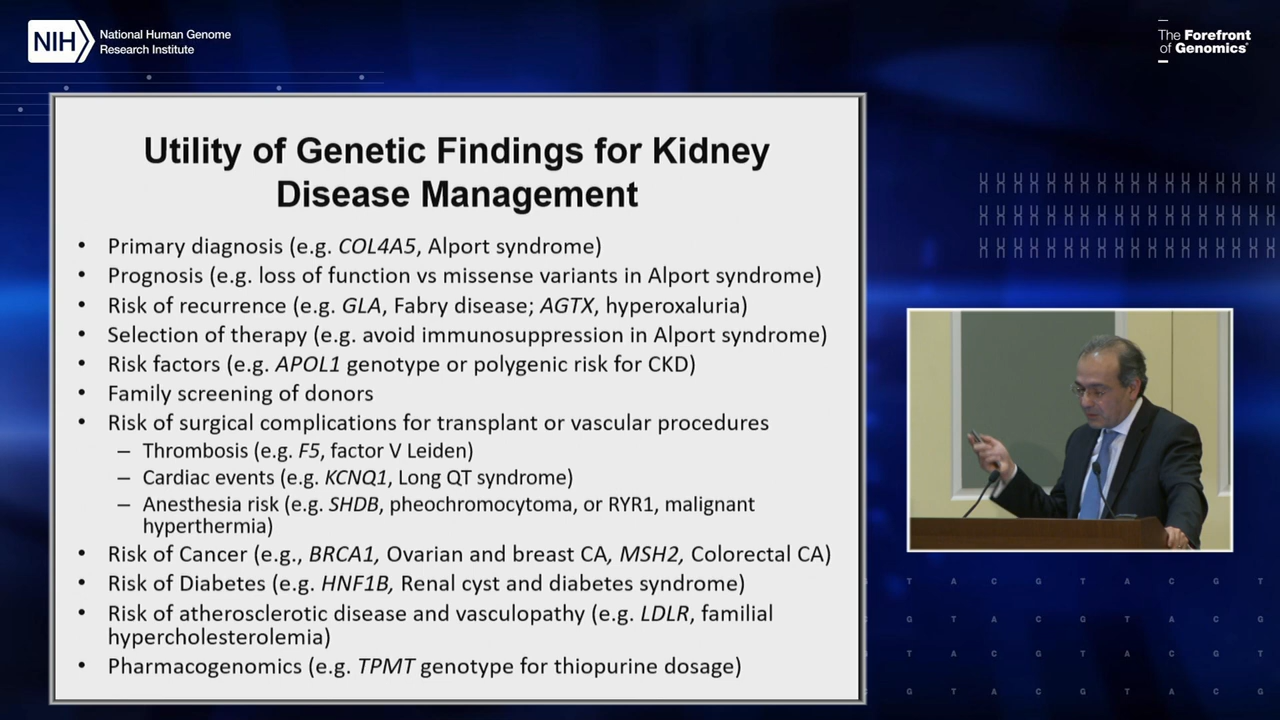 NIH
National Human Genome
Research Institute
The Forefront
of Genomics®
Utility of Genetic Findings for Kidney
Disease Management
• Primary diagnosis (e.g. COL4A5, Alport syndrome)
• Prognosis (e.g. loss of function vs missense variants in Alport syndrome)
• Risk of recurrence (e.g. GLA, Fabry disease; AGTX, hyperoxaluria)
• Selection of therapy (e.g. avoid immunosuppression in Alport syndrome)
• Risk factors (e.g. APOL1 genotype or polygenic risk for CKD)
• Family screening of donors
• Risk of surgical complications for transplant or vascular procedures
– Thrombosis (e.g. F5, factor V Leiden)
– Cardiac events (e.g. KCNQ1, Long QT syndrome)
– Anesthesia risk (e.g. SHDB, pheochromocytoma, or RYR1, malignant
hyperthermia)
• Risk of Cancer (e.g., BRCA1, Ovarian and breast CA, MSH2, Colorectal CA)
• Risk of Diabetes (e.g. HNF1B, Renal cyst and diabetes syndrome)
• Risk of atherosclerotic disease and vasculopathy (e.g. LDLR, familial
hypercholesterolemia)
• Pharmacogenomics (e.g. TPMT genotype for thiopurine dosage)
T A C G T A C G T
G T A C G T A C G
T A C G T A C G T
G T A C G T A C G